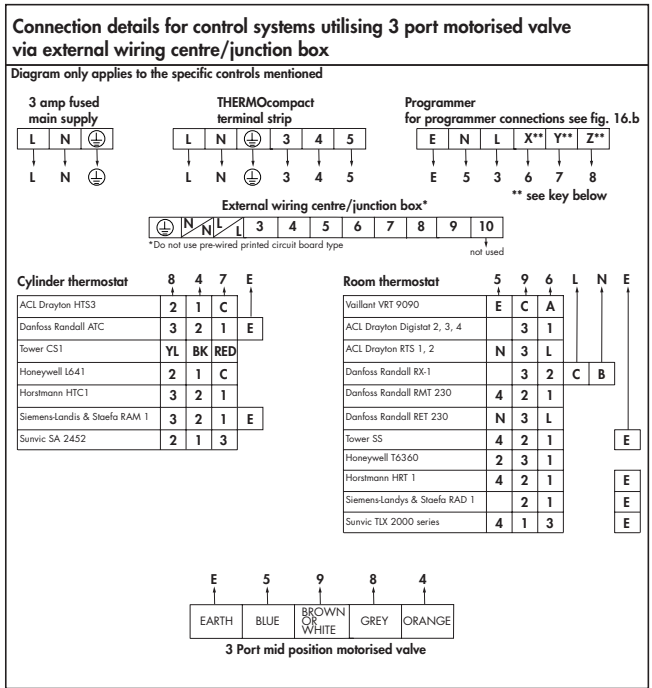 Connection details for control systems utilising 3 port motorised valve
via external wiring centre/junction box
Diagram only applies to the specific controls mentioned
3 amp fused
main supply
L N
L N
THERMOcompact
terminal strip
L N 3 4 5
L N 3 4 5
Programmer
for programmer connections see fig. 16.b
E N L X** Y** Z**
E 5 3 6 7 8
** see key below
External wiring centre/junction box*
N N L L 3 4 5 6 7 8 9 10
*Do not use pre-wired printed circuit board type
not used
Cylinder thermostat 8 4 7 E
ACL Drayton HTS3 2 1 C
Danfoss Randall ATC 3 2 1 E
Tower CS1 YL BK RED
Honeywell L641 2 1 C
Horstmann HTC1 3 2 1
Siemens-Landis & Staefa RAM 1 3 2 1 E
Sunvic SA 2452 2 1 3
Room thermostat 5 9 6 L N E
Vaillant VRT 9090 E C A
ACL Drayton Digistat 2, 3, 4 3 1
ACL Drayton RTS 1, 2 N 3 L
Danfoss Randall RX-1 3 2 C B
Danfoss Randall RMT 230 4 2 1
Danfoss Randall RET 230 N 3 L
Tower SS 4 2 1 E
Honeywell T6360 2 3 1
Horstmann HRT 1 4 2 1 E
Siemens-Landys & Staefa RAD 1 2 1 E
Sunvic TLX 2000 series 4 1 3 E
E 5 9 8 4
EARTH BLUE BROWN OR WHITE GREY ORANGE
3 Port mid position motorised valve